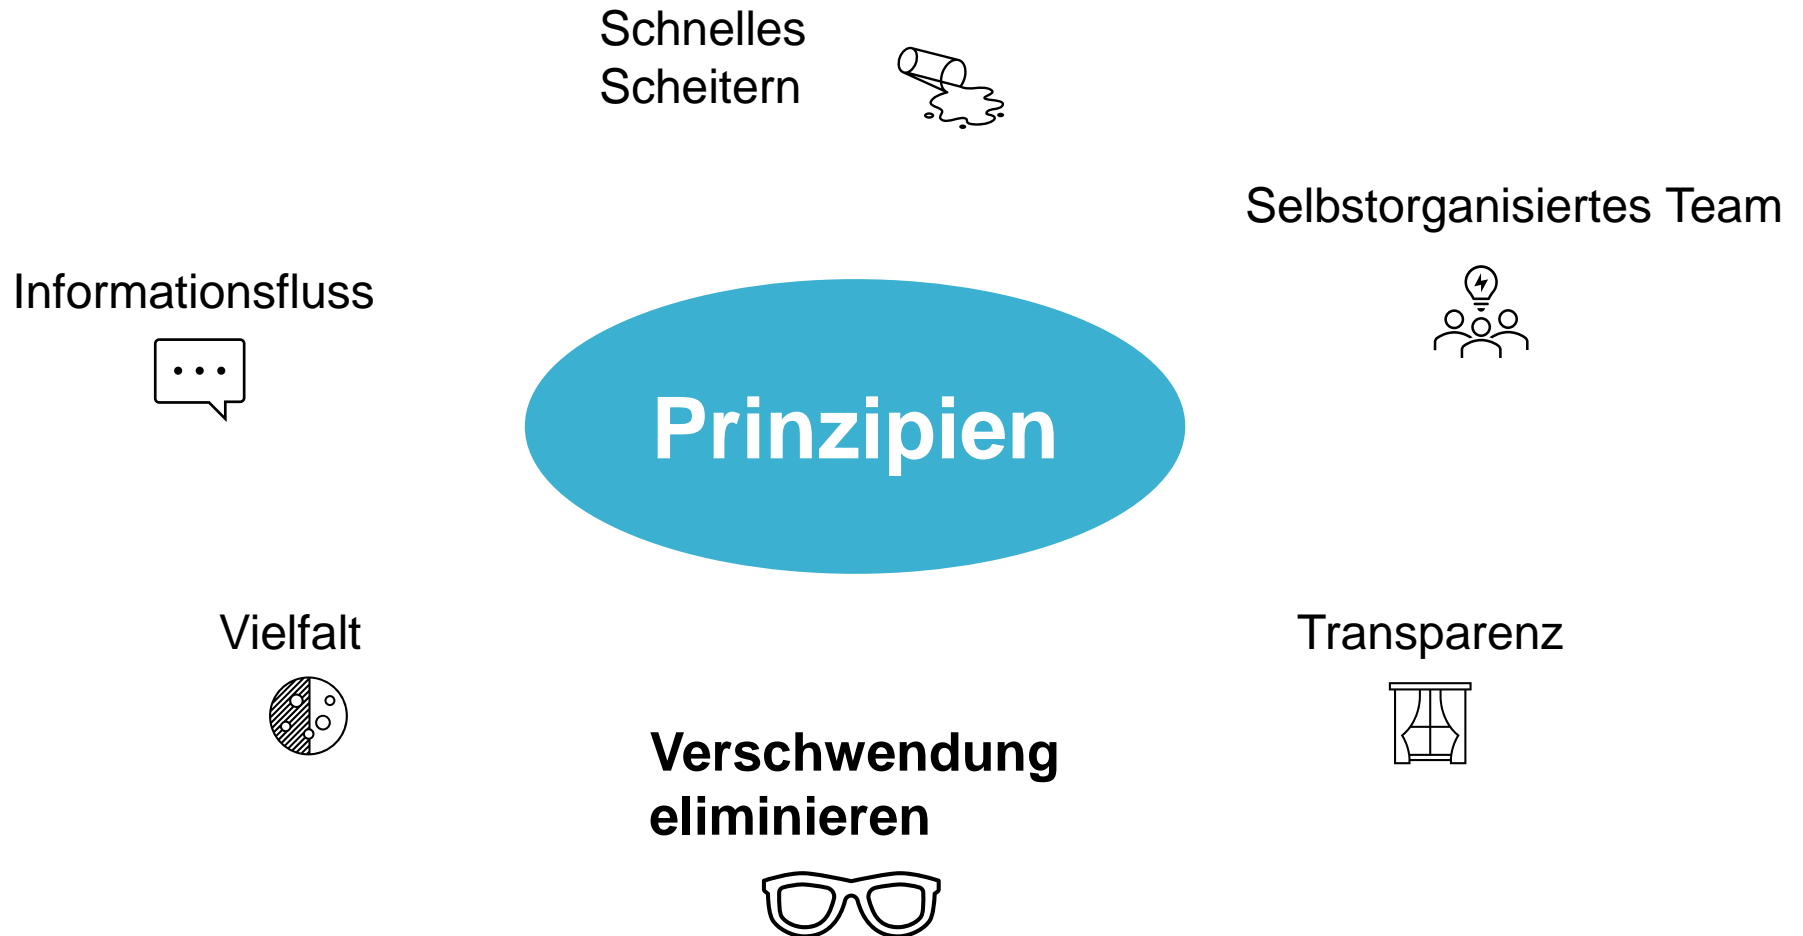 Schnelles
Scheitern
Selbstorganisiertes Team
Informationsfluss
Prinzipien
Vielfalt
Transparenz
Verschwendung
eliminieren